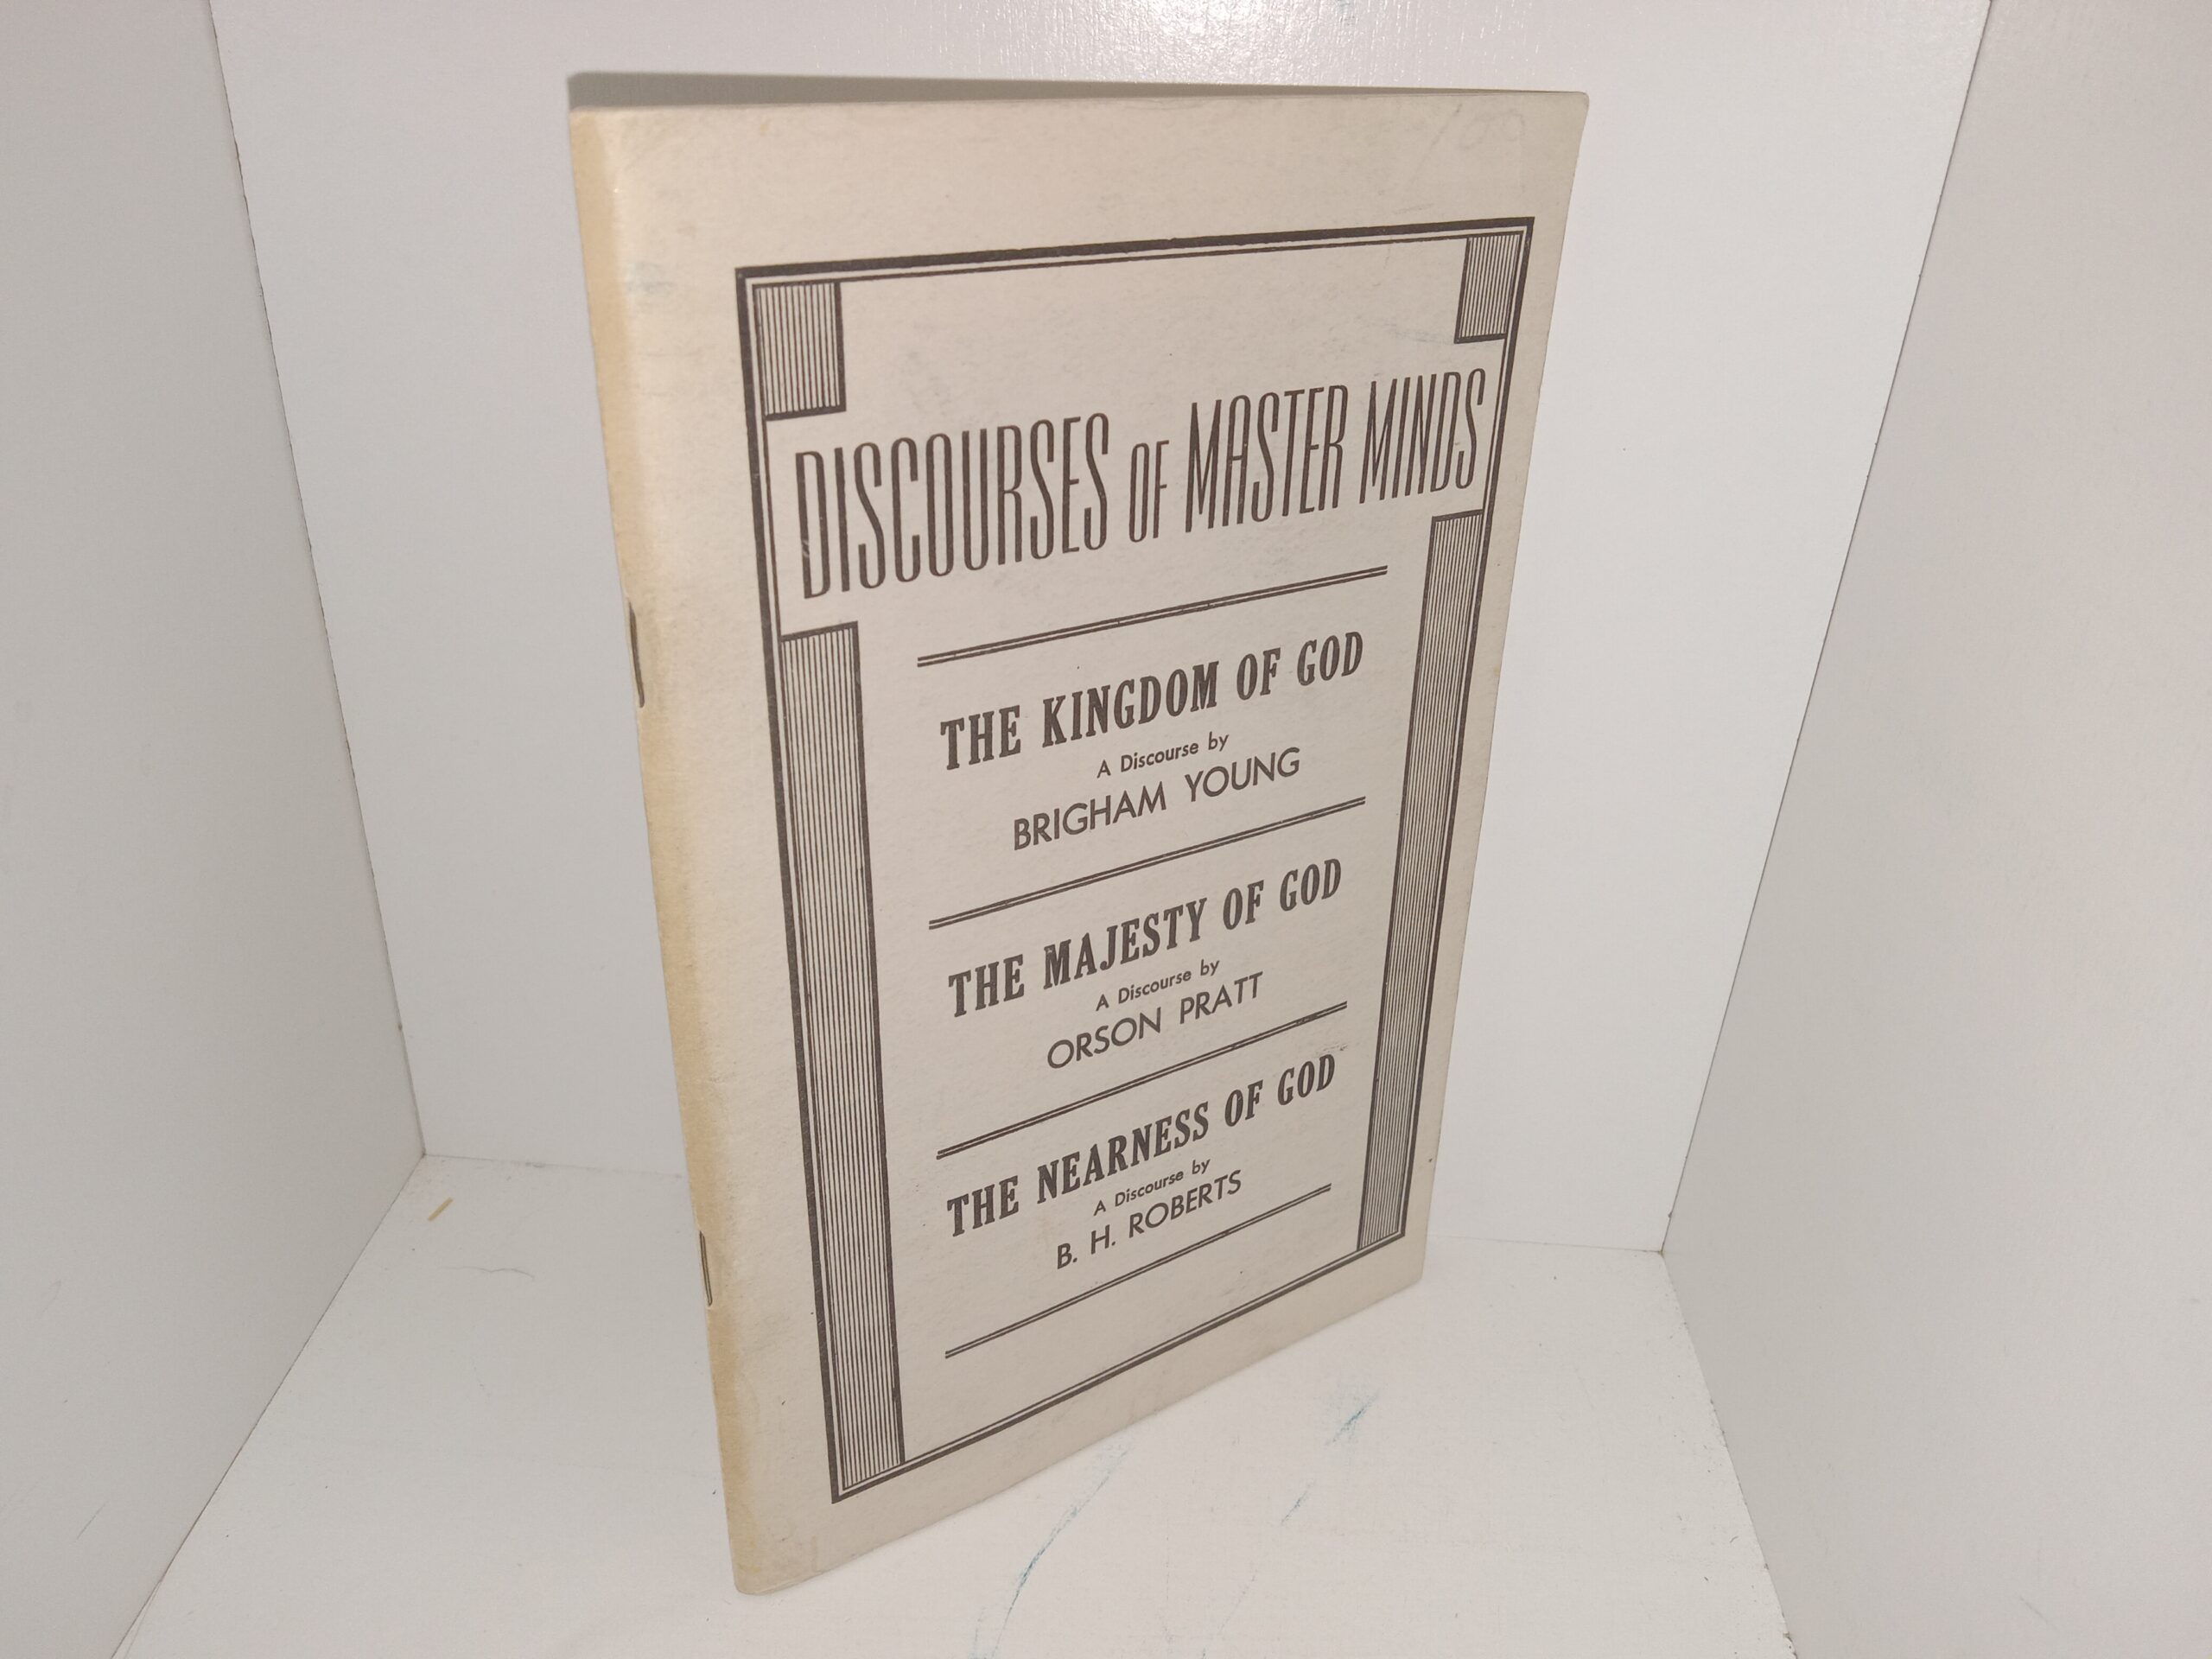 100
DISCOURSES OF MASTER MINDS
THE KINGDOM OF GOD
A Discourse by
BRIGHAM YOUNG
THE MAJESTY OF GOD
A Discourse by
ORSON PRATT
THE NEARNESS OF GOD
A Discourse by
B. H. ROBERTS